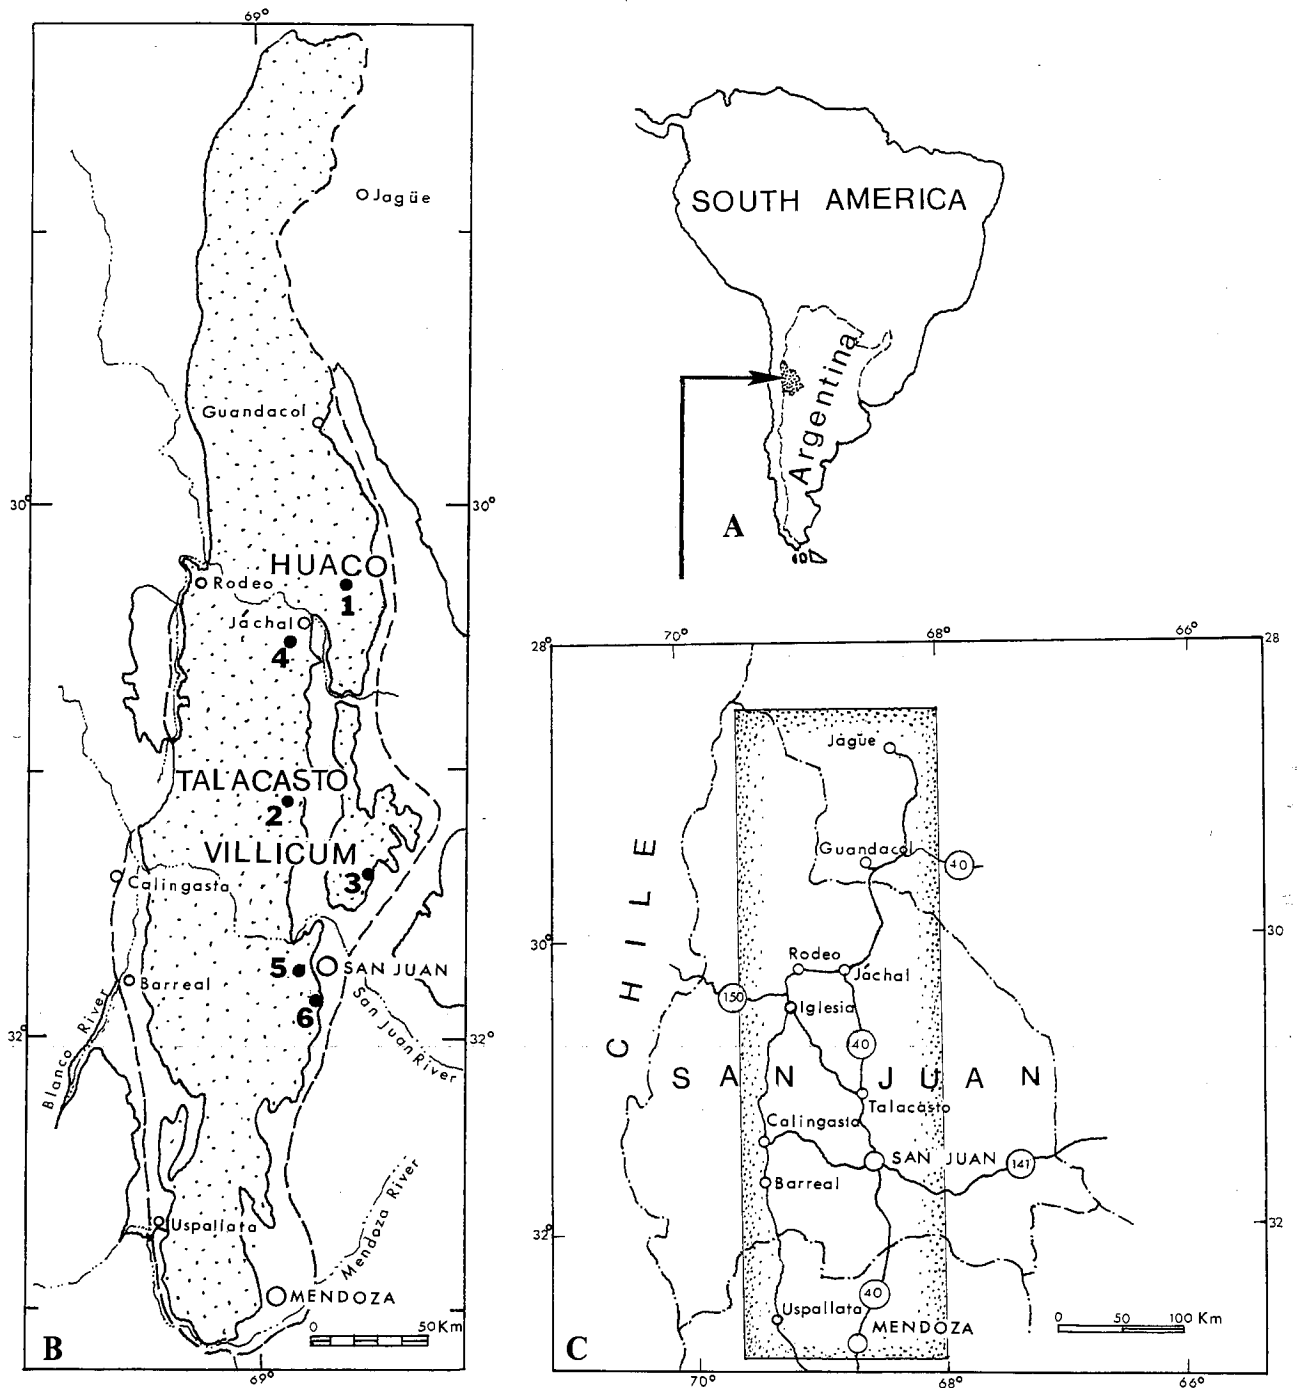 69°
Jagüe
Guandacol
30°
30°
HUACO
1
Rodeo
Jáchal
4
TALACASTO
2
VILLICUM
3
Calingasta
5
SAN JUAN
Barreal
6
San Juan River
Blanco River
32°
32°
Uspallata
Mendoza River
MENDOZA
0 50 Km
B
69°
SOUTH AMERICA
Argentina
A
70°
68°
66°
28°
28
Jagüe
Guandacol
40
CHILE
30°
30
Rodeo
Jáchal
150
Iglesia
40
SAN JUAN
Talacasto
Calingasta
SAN JUAN
141
Barreal
32°
32
40
Uspallata
MENDOZA
0 50 100 Km
C
70°
68°
66°